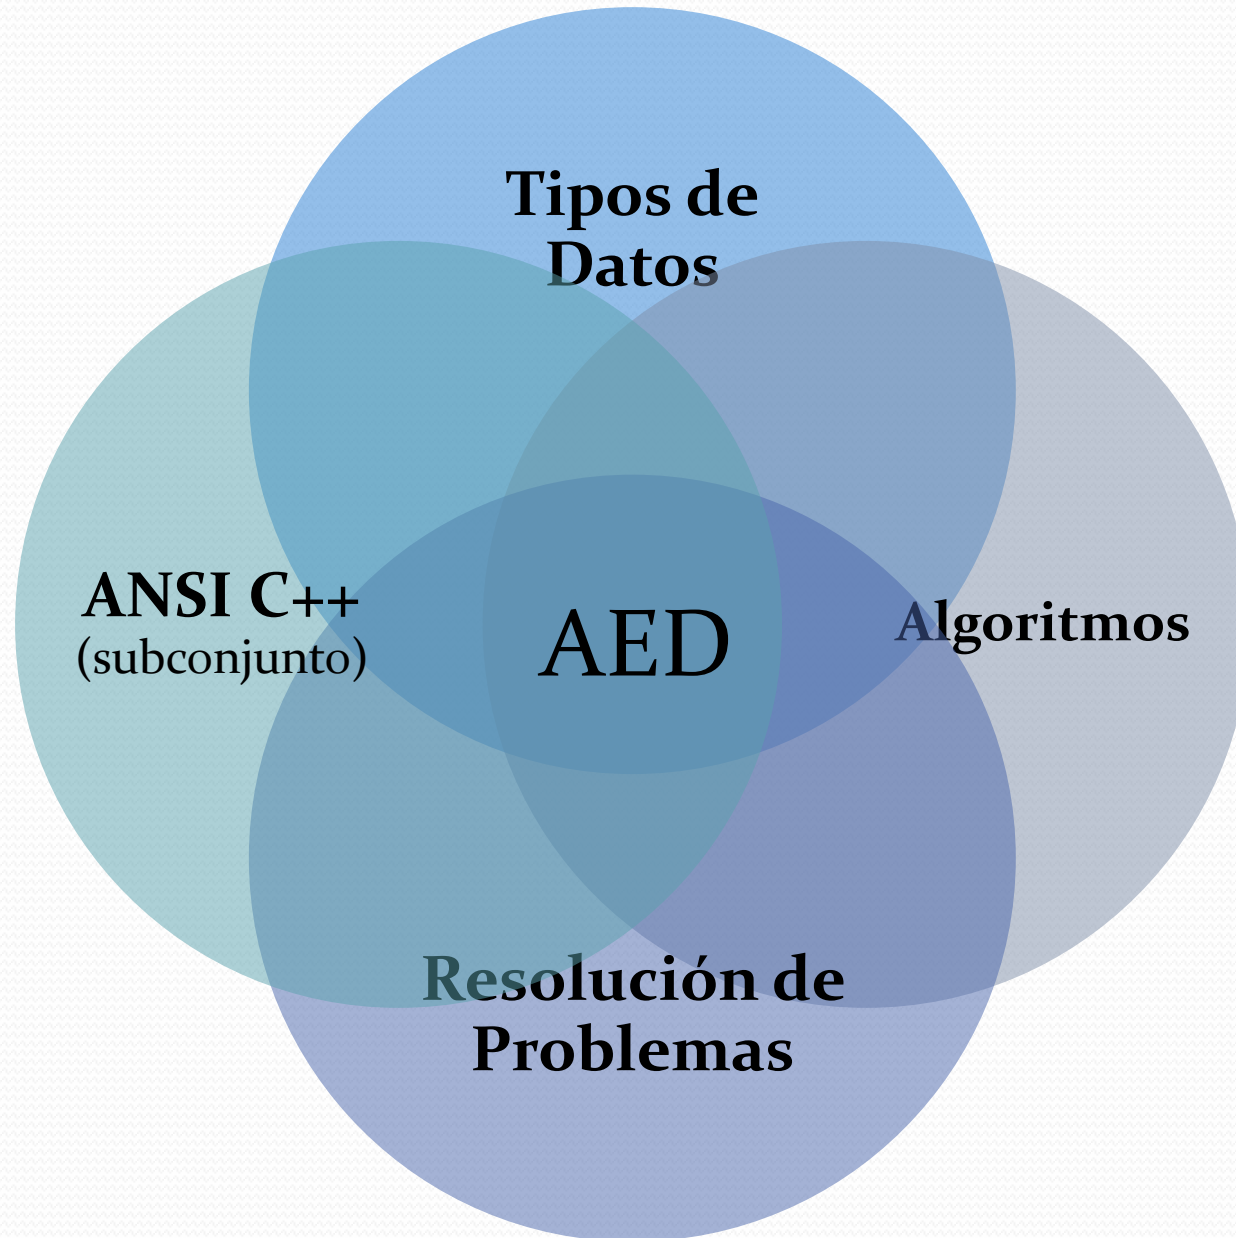 Tipos de
Datos
ANSI C++
(subconjunto)
AED
Algoritmos
Resolución de
Problemas